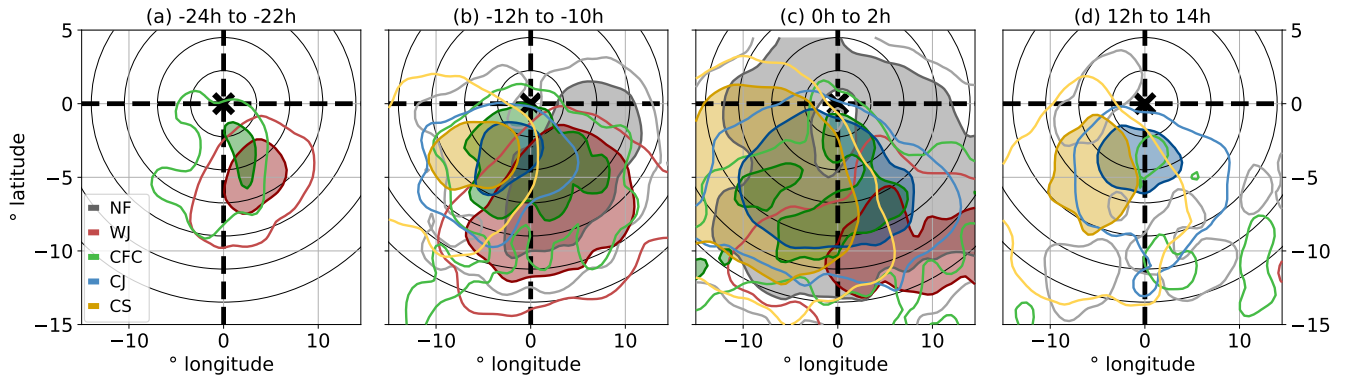 (a) -24h to -22h
(b) -12h to -10h
(c) 0h to 2h
(d) 12h to 14h
5
0
−5
−10
−15
° latitude
NF
WJ
CFC
CJ
CS
−10 0 10
−10 0 10
−10 0 10
−10 0 10
° longitude
° longitude
° longitude
° longitude
5
0
−5
−10
−15